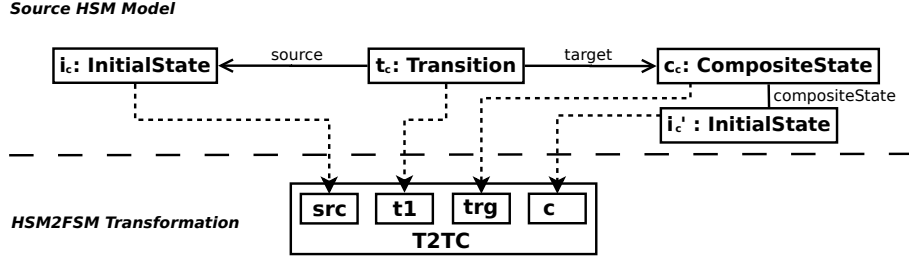 Source HSM Model
i꜀: InitialState
source
t꜀: Transition
target
c꜀: CompositeState
compositeState
i꜀' : InitialState
HSM2FSM Transformation
src
t1
trg
c
T2TC